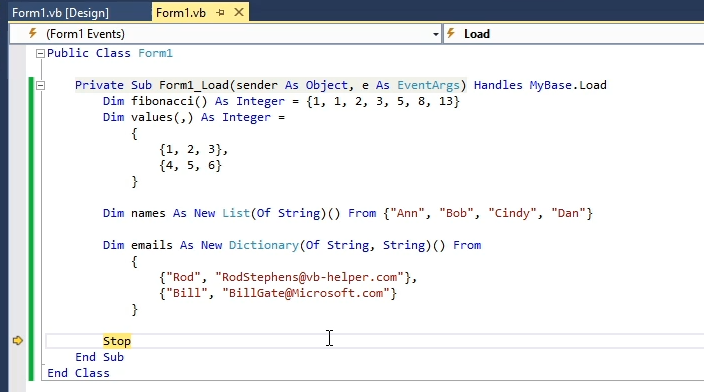 Form1.vb [Design] Form1.vb
(Form1 Events) Load
Public Class Form1
Private Sub Form1_Load(sender As Object, e As EventArgs) Handles MyBase.Load
Dim fibonacci() As Integer = {1, 1, 2, 3, 5, 8, 13}
Dim values(,) As Integer =
{
{1, 2, 3},
{4, 5, 6}
}
Dim names As New List(Of String)() From {"Ann", "Bob", "Cindy", "Dan"}
Dim emails As New Dictionary(Of String, String)() From
{
{"Rod", "RodStephens@vb-helper.com"},
{"Bill", "BillGate@Microsoft.com"}
}
Stop
End Sub
End Class